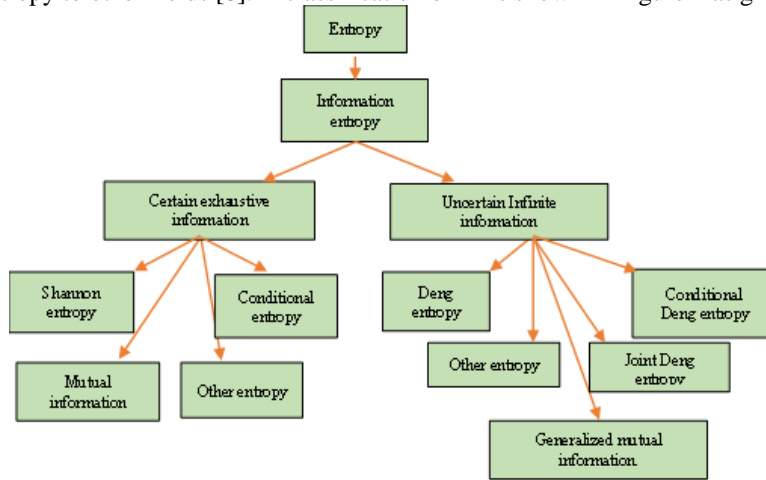 Entropy
Information
entropy
Certain exhaustive
information
Uncertain Infinite
information
Shannon
entropy
Conditional
entropy
Mutual
information
Other entropy
Deng
entropy
Conditional
Deng entropy
Other entropy
Joint Deng
entropy
Generalized mutual
information.